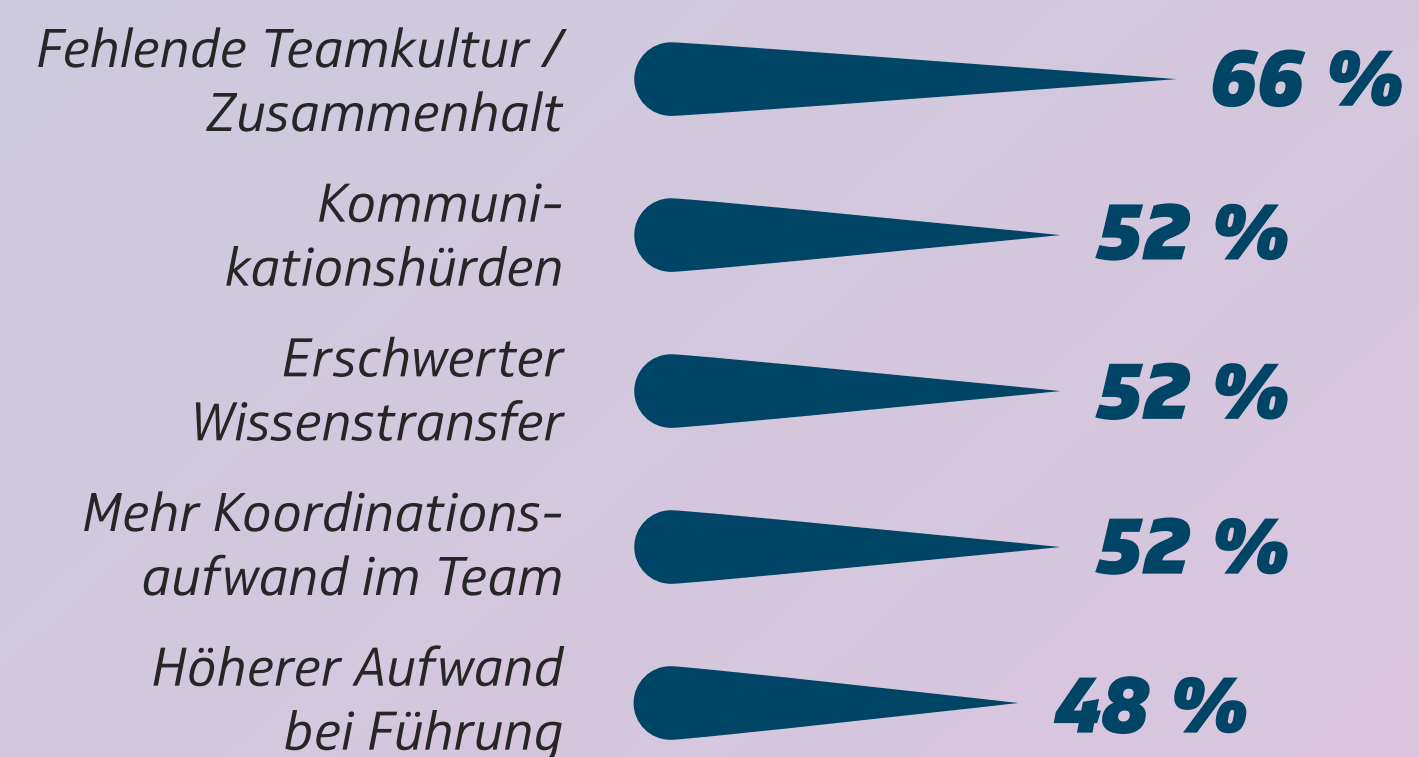 Fehlende Teamkultur /
Zusammenhalt
66 %
Kommuni-
kationshürden
52 %
Erschwerter
Wissenstransfer
52 %
Mehr Koordinations-
aufwand im Team
52 %
Höherer Aufwand
bei Führung
48 %